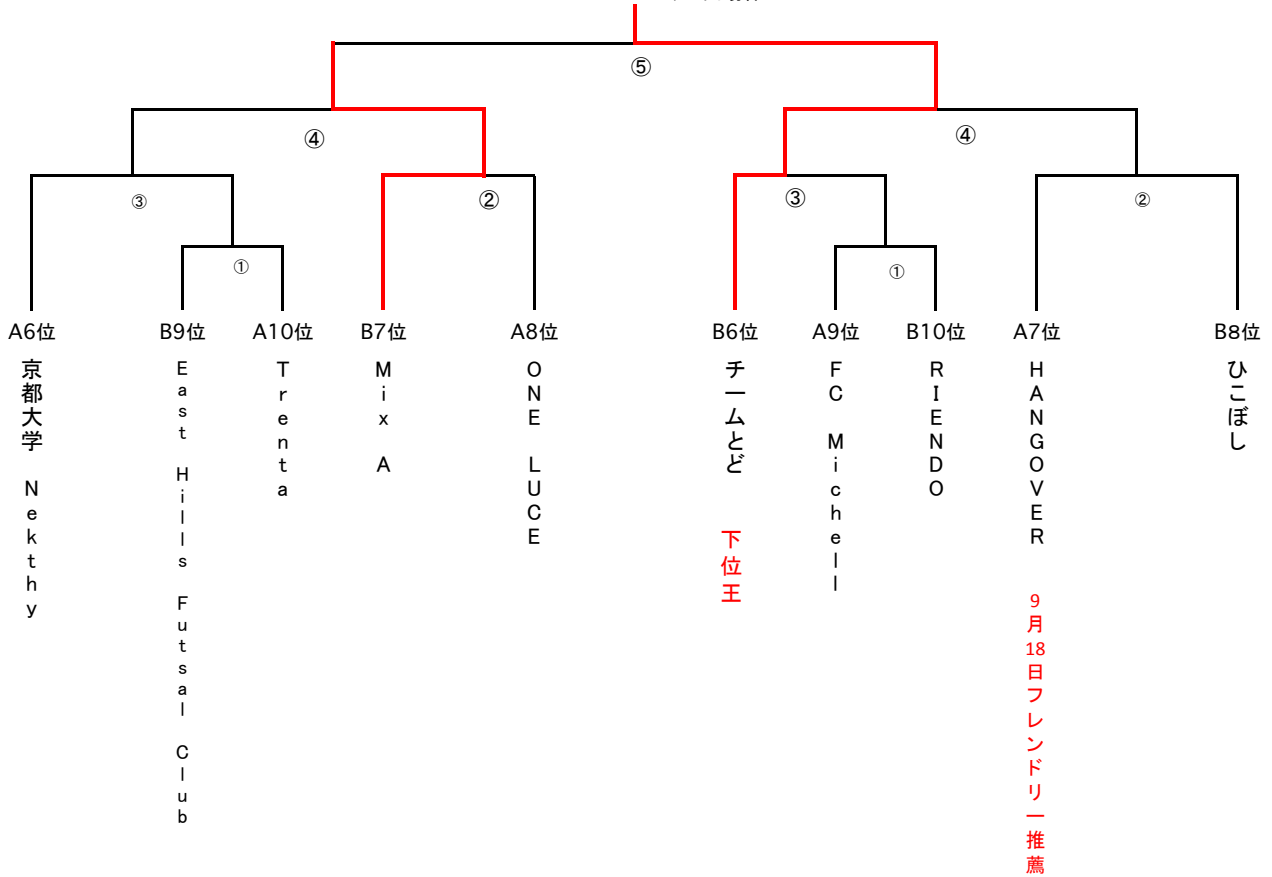 ⑤
④
④
③
②
③
②
①
①
A6位
B9位
A10位
B7位
A8位
B6位
A9位
B10位
A7位
B8位
京都大学 Nekthy
East Hills Futsal Club
Trenta
Mix A
ONE LUCE
チームとど 下位王
FC Michell
RIENDO
HANGOVER 9月18日フレンドリー推薦
ひこぼし